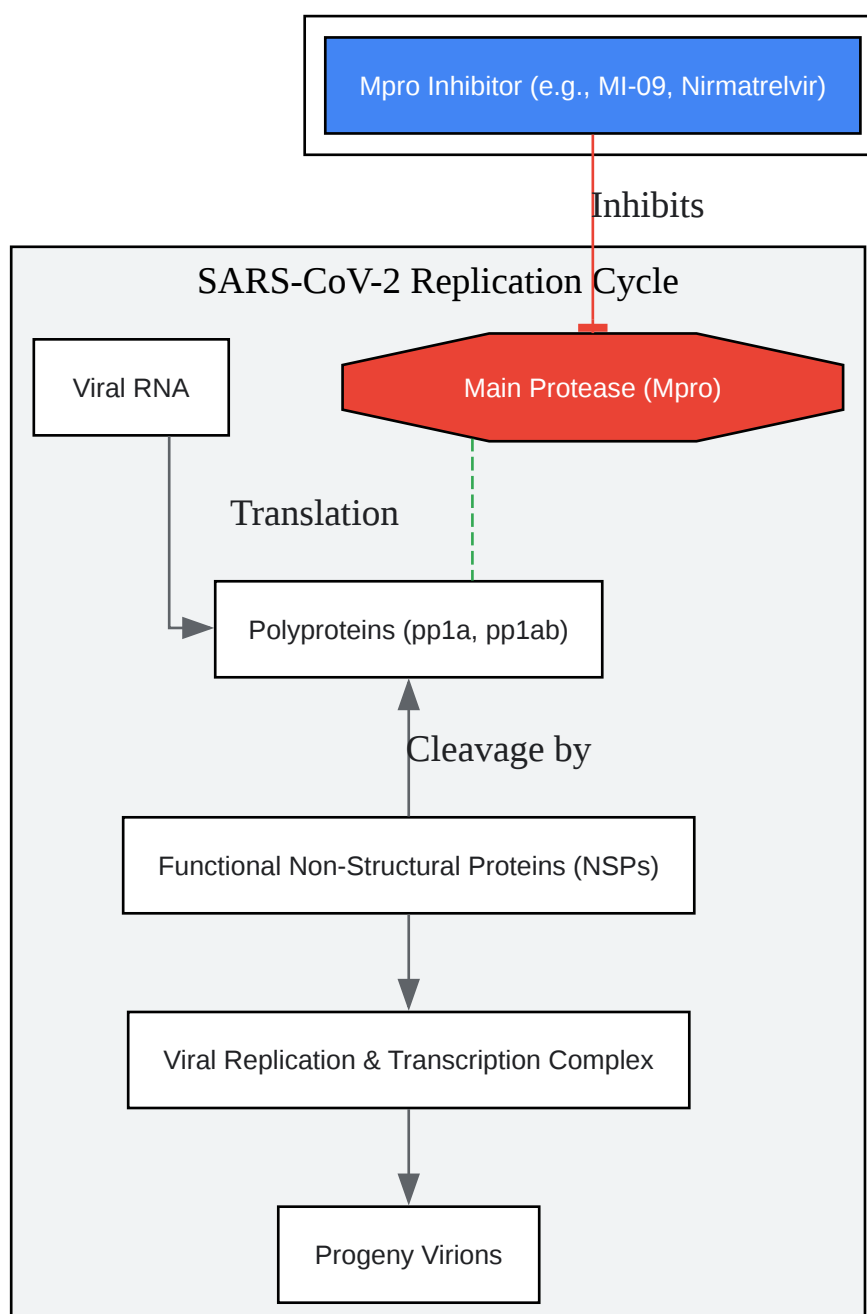 Mpro Inhibitor (e.g., MI-09, Nirmatrelvir)
Inhibits
SARS-CoV-2 Replication Cycle
Viral RNA
Main Protease (Mpro)
Translation
Polyproteins (pp1a, pp1ab)
Cleavage by
Functional Non-Structural Proteins (NSPs)
Viral Replication & Transcription Complex
Progeny Virions